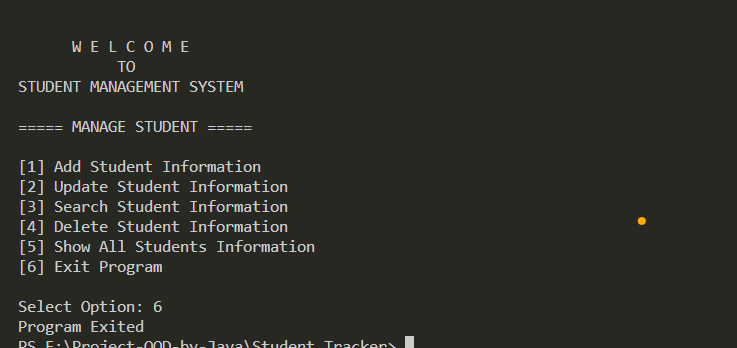 W E L C O M E
TO
STUDENT MANAGEMENT SYSTEM
===== MANAGE STUDENT =====
[1] Add Student Information
[2] Update Student Information
[3] Search Student Information
[4] Delete Student Information
[5] Show All Students Information
[6] Exit Program
Select Option: 6
Program Exited
PS E:\Project-OOD-by-Java\Student Tracker>